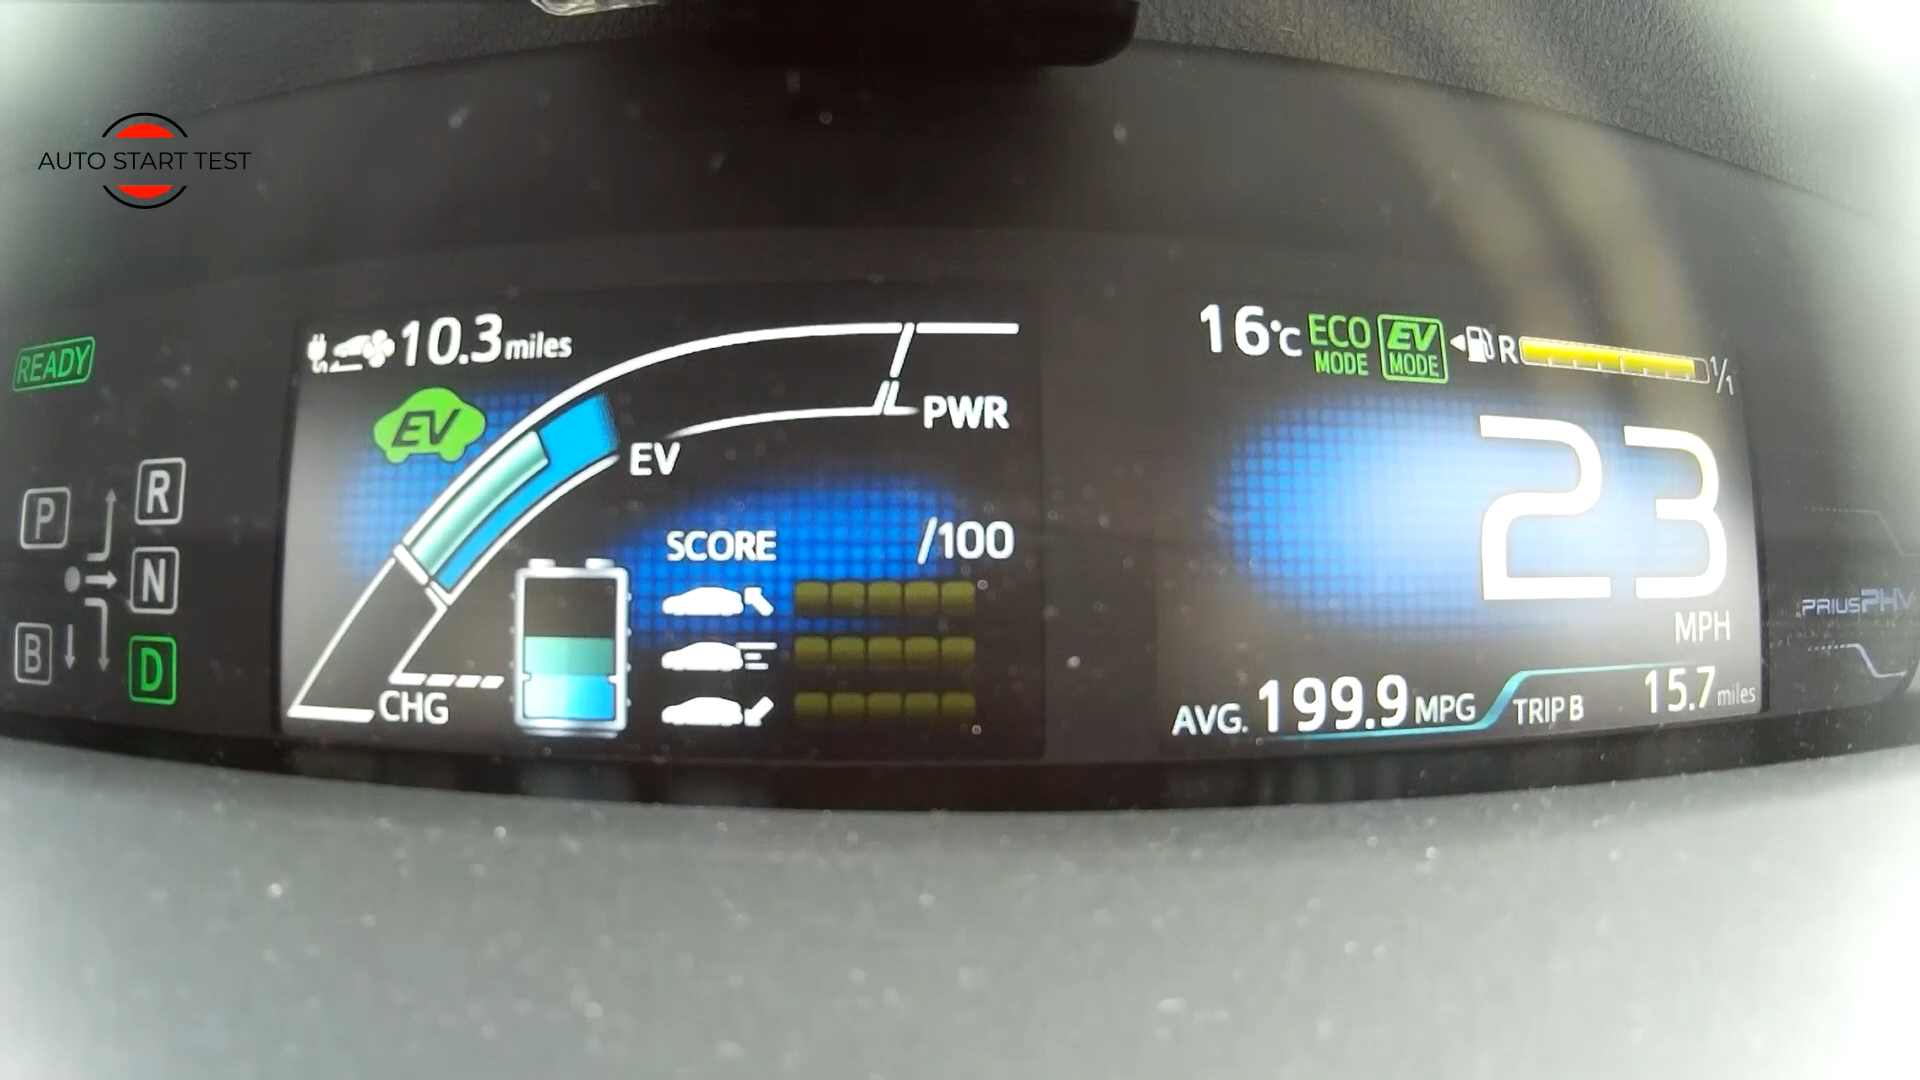 AUTO START TEST
READY
P
R
N
B
D
10.3 miles
EV
PWR
EV
CHG
SCORE /100
16°C ECO MODE EV MODE R 1/1
23
MPH
AVG. 199.9 MPG TRIP B 15.7 miles
PRIUS PHV